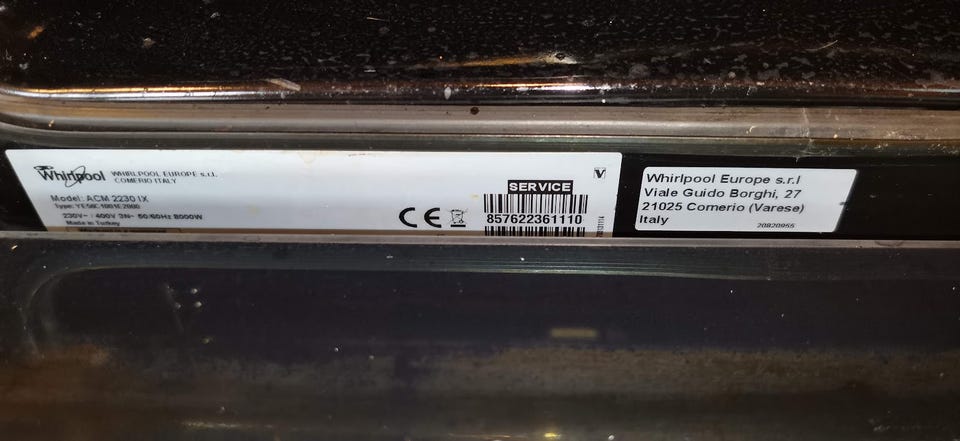 Whirlpool
WHIRLPOOL EUROPE s.r.l.
COMERIO ITALY
Model: ACM 2230 IX
230V~ / 400V 3N~ 50/60Hz 8000W
Made in Turkey
CE
SERVICE
857622361110
V
Whirlpool Europe s.r.l
Viale Guido Borghi, 27
21025 Comerio (Varese)
Italy
20820955